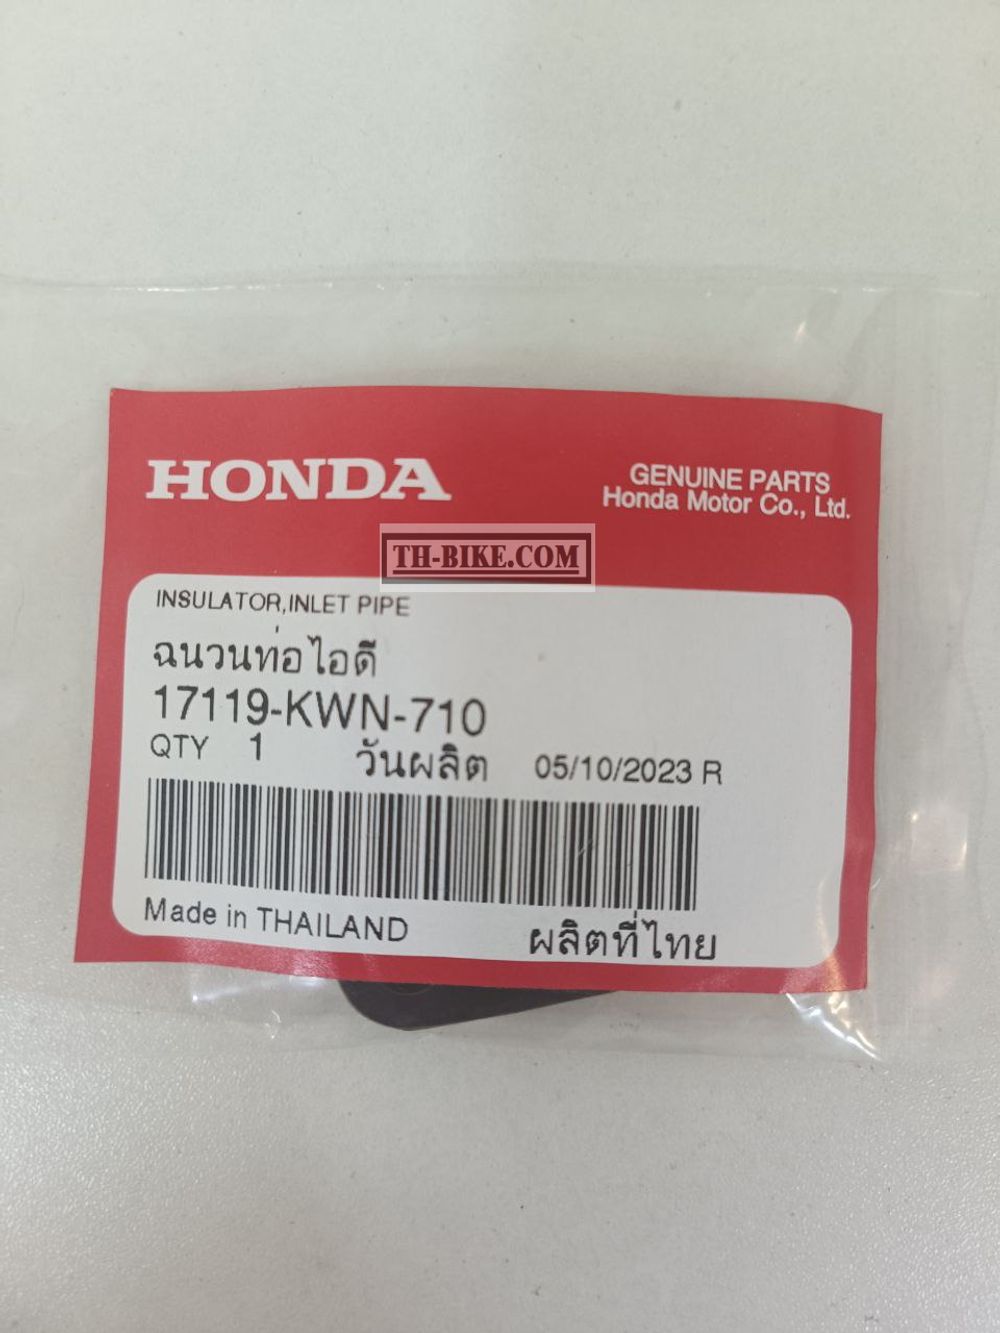 HONDA
GENUINE PARTS
Honda Motor Co., Ltd.
TH-BIKE.COM
INSULATOR,INLET PIPE
ฉนวนท่อไอดี
17119-KWN-710
QTY 1 วันผลิต 05/10/2023 R
Made in THAILAND ผลิตที่ไทย